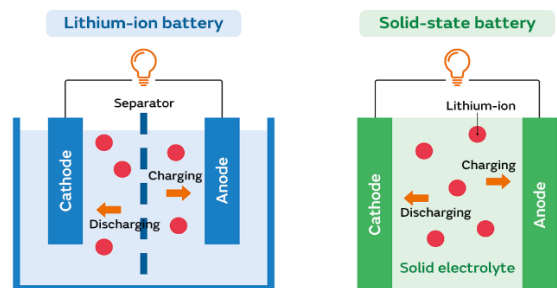 Lithium-ion battery
Separator
Cathode
Anode
Charging
Discharging
Solid-state battery
Lithium-ion
Cathode
Anode
Charging
Discharging
Solid electrolyte